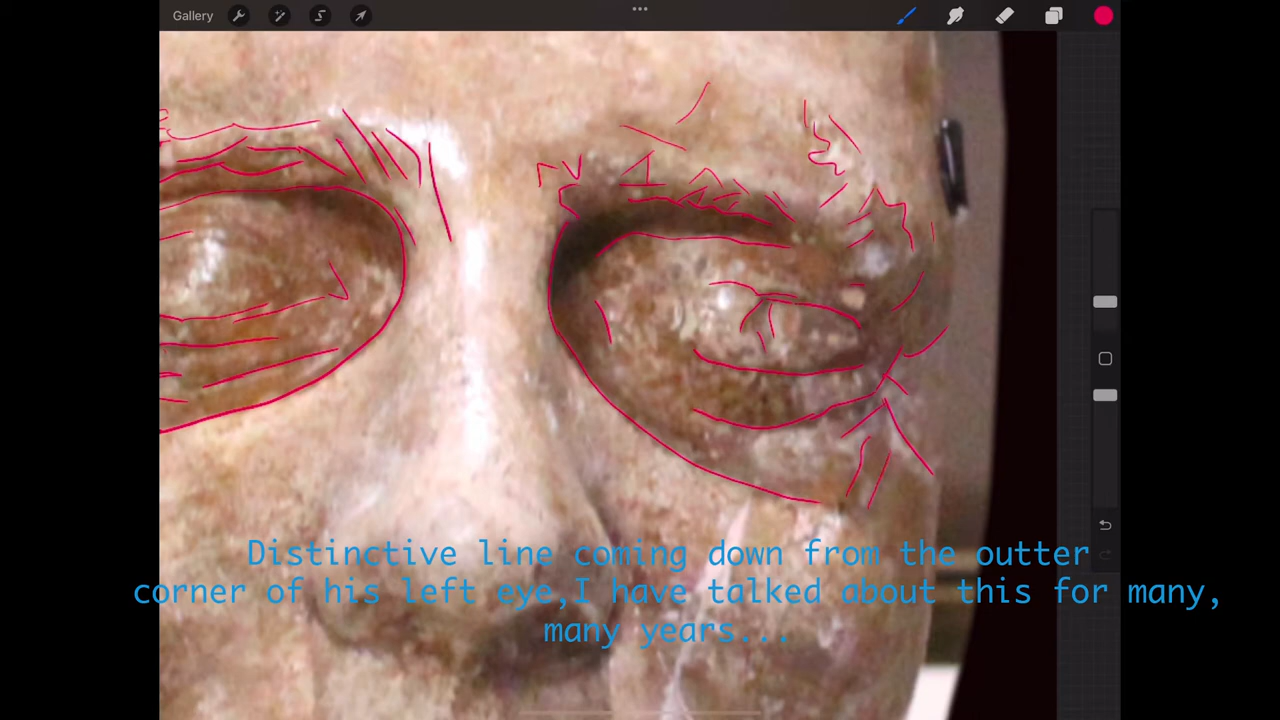 Gallery
Distinctive line coming down from the outter
corner of his left eye,I have talked about this for many,
many years...